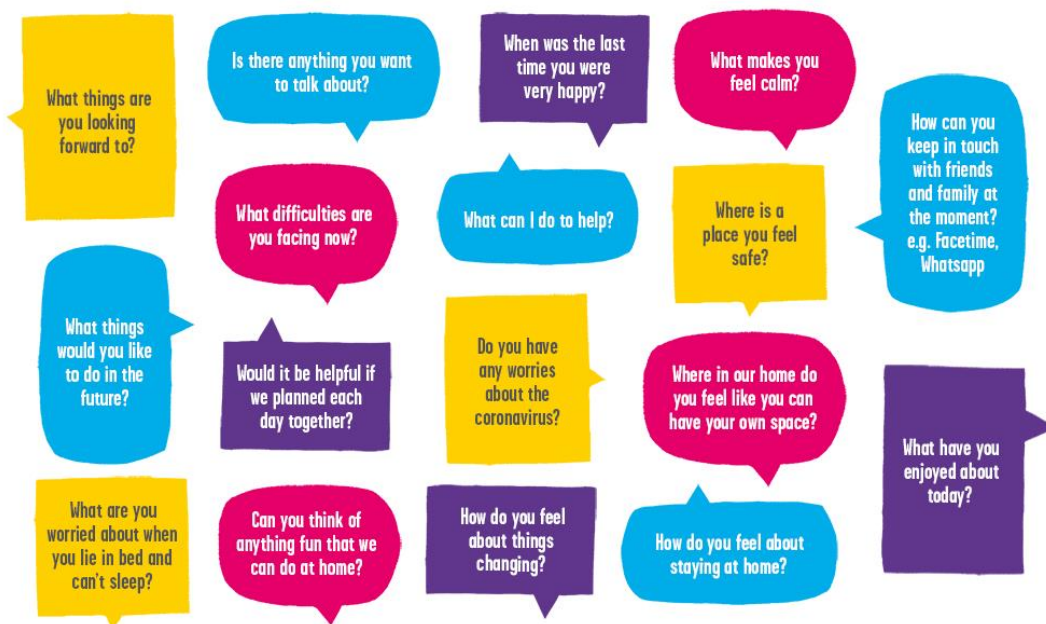 What things are
you looking
forward to?
Is there anything you want
to talk about?
When was the last
time you were
very happy?
What makes you
feel calm?
How can you
keep in touch
with friends
and family at
the moment?
e.g. Facetime,
Whatsapp
What difficulties are
you facing now?
What can I do to help?
Where is a
place you feel
safe?
What things
would you like
to do in the
future?
Would it be helpful if
we planned each
day together?
Do you have
any worries
about the
coronavirus?
Where in our home do
you feel like you can
have your own space?
What have you
enjoyed about
today?
What are you
worried about when
you lie in bed and
can't sleep?
Can you think of
anything fun that we
can do at home?
How do you feel
about things
changing?
How do you feel about
staying at home?